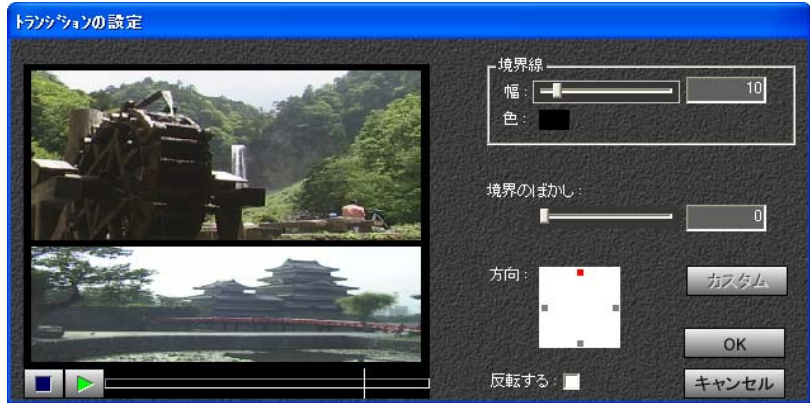 トランジションの設定
境界線
幅: 10
色:
境界のぼかし:
0
方向:
カスタム
OK
反転する:
キャンセル